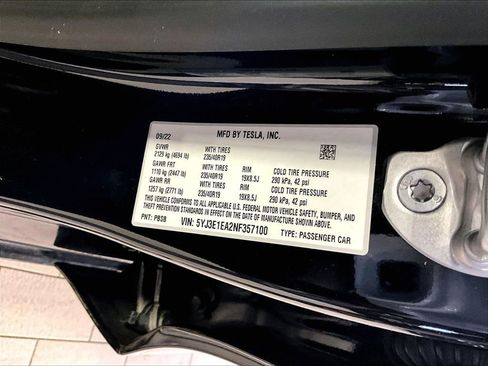 09/22 MFD BY TESLA, INC.
GVWR WITH TIRES
2129 kg (4694 lb) 235/40R19
GAWR FRT WITH TIRES RIM COLD TIRE PRESSURE
1110 kg (2447 lb) 235/40R19 19X8.5J 290 kPa, 42 psi
GAWR RR WITH TIRES RIM COLD TIRE PRESSURE
1257 kg (2771 lb) 235/40R19 19X8.5J 290 kPa, 42 psi
THIS VEHICLE CONFORMS TO ALL APPLICABLE U.S. FEDERAL MOTOR VEHICLE SAFETY, BUMPER, AND
THEFT PREVENTION STANDARDS IN EFFECT ON THE DATE OF MANUFACTURE SHOWN ABOVE.
PNT: PBSB VIN: 5YJ3E1EA2NF357100 TYPE: PASSENGER CAR